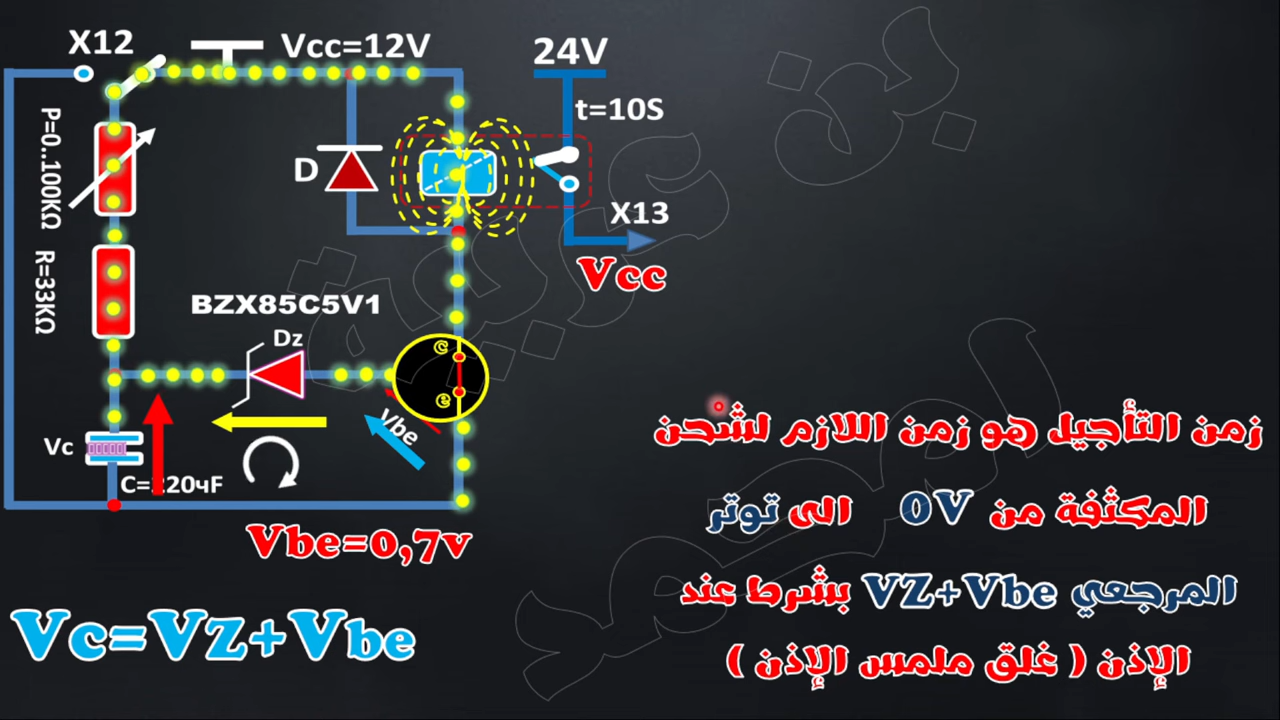 X12
Vcc=12V
24V
t=10S
P=0..100KΩ
D
X13
Vcc
R=33KΩ
BZX85C5V1
Dz
c
e
Vbe
Vc
C=220чF
زمن التأجيل هو زمن اللازم لشحن
المكثفة من 0V الى توتر
المرجعي VZ+Vbe بشرط عند
الإذن ( غلق ملمس الإذن )
Vbe=0,7v
Vc=VZ+Vbe